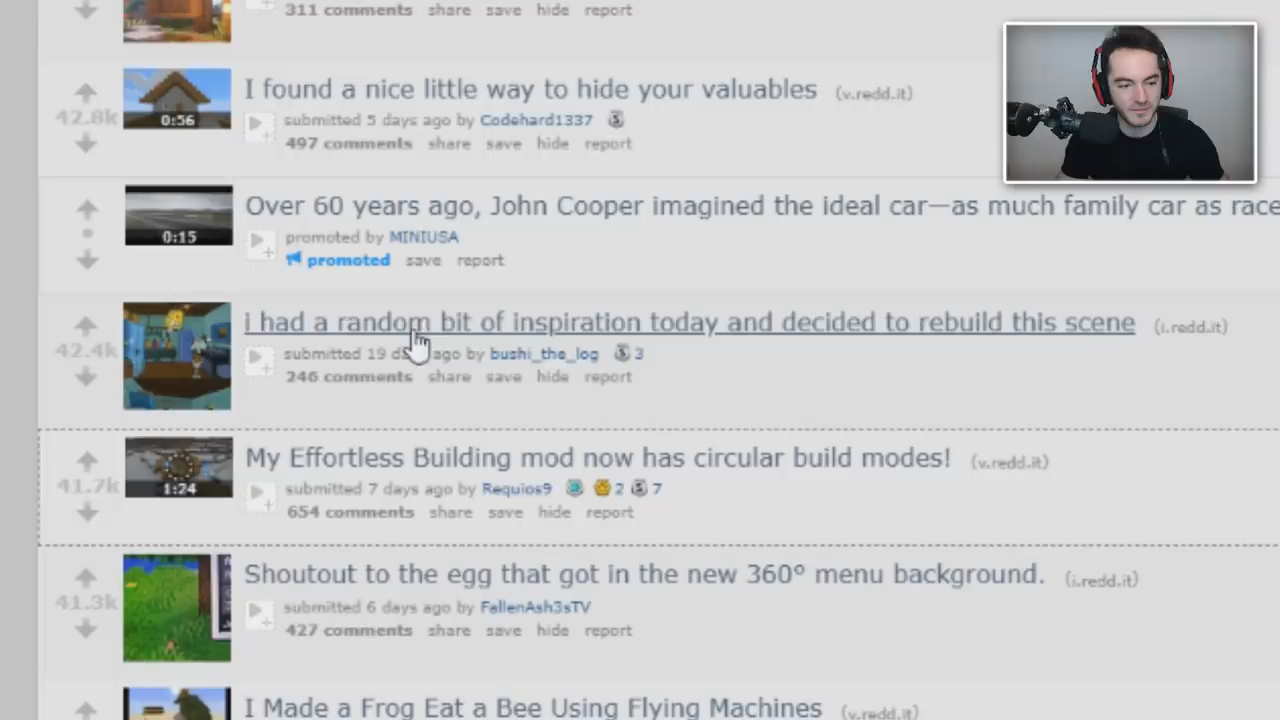 311 comments share save hide report
I found a nice little way to hide your valuables (v.redd.it)
42.8k
0:56
submitted 5 days ago by Codehard1337
497 comments share save hide report
Over 60 years ago, John Cooper imagined the ideal car—as much family car as race
0:15
promoted by MINIUSA
promoted save report
i had a random bit of inspiration today and decided to rebuild this scene (i.redd.it)
42.4k
submitted 19 ago by bushi_the_log 3
246 comments share save hide report
My Effortless Building mod now has circular build modes! (v.redd.it)
41.7k
1:24
submitted 7 days ago by Requios9 2 7
654 comments share save hide report
Shoutout to the egg that got in the new 360° menu background. (i.redd.it)
41.3k
submitted 6 days ago by FallenAsh3sTV
427 comments share save hide report
I Made a Frog Eat a Bee Using Flying Machines (v.redd.it)